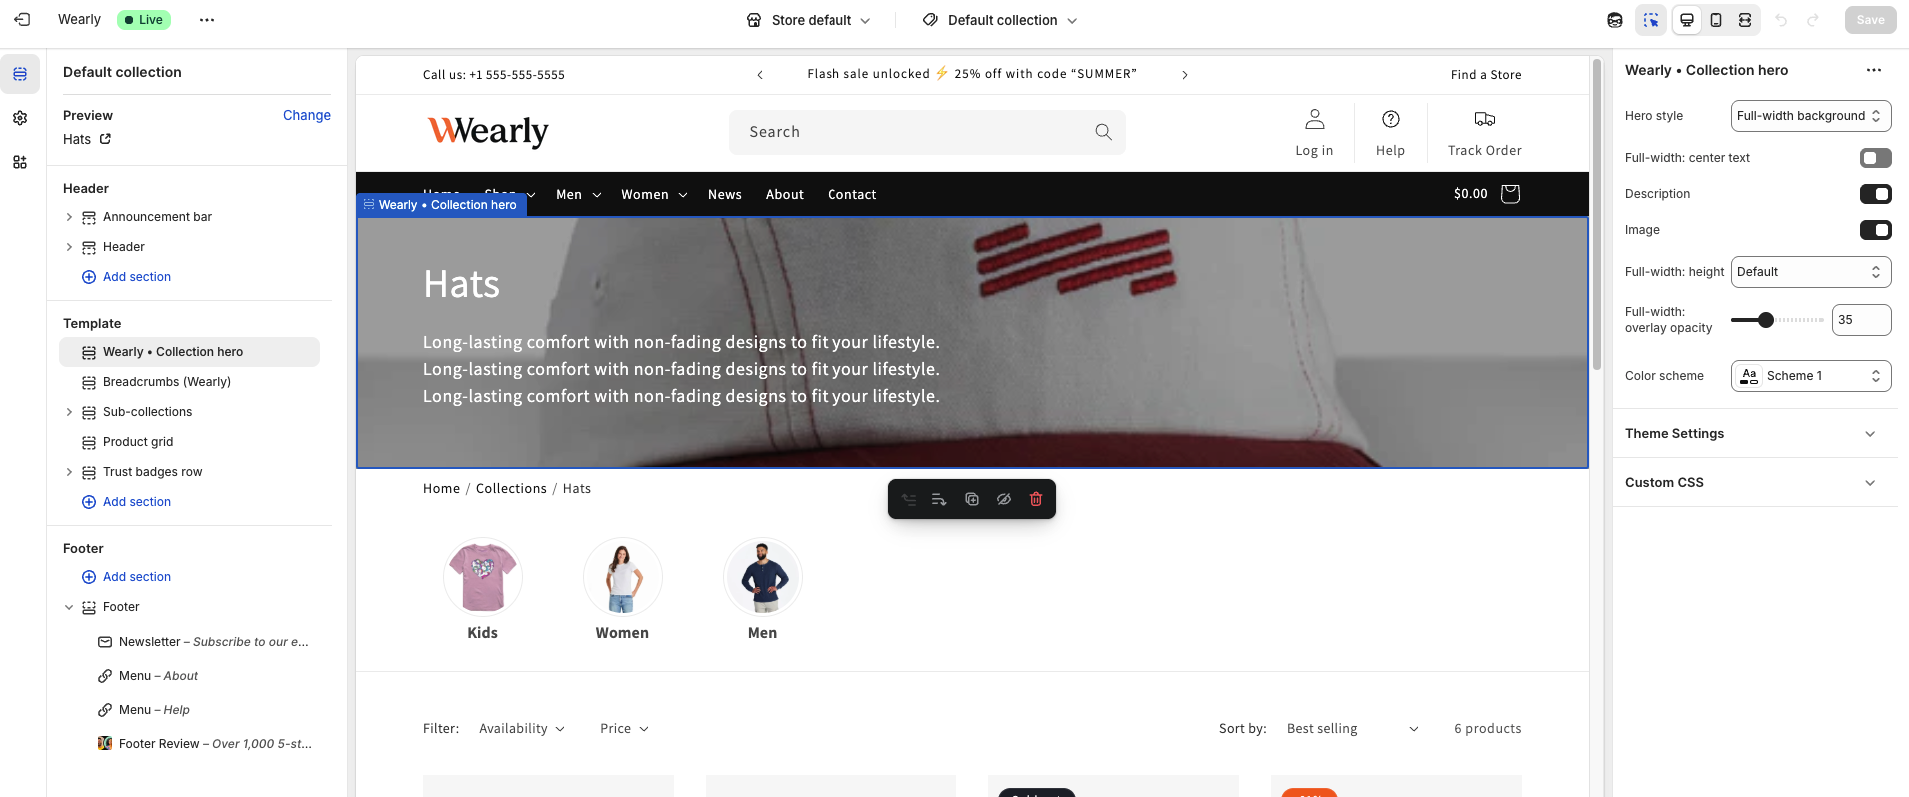 Wearly
Live
Store default
Default collection
Save
Default collection
Preview
Change
Hats
Header
Announcement bar
Header
Add section
Template
Wearly • Collection hero
Breadcrumbs (Wearly)
Sub-collections
Product grid
Trust badges row
Add section
Footer
Add section
Footer
Newsletter – Subscribe to our e...
Menu – About
Menu – Help
Footer Review – Over 1,000 5-st...
Call us: +1 555-555-5555
Flash sale unlocked ⚡ 25% off with code “SUMMER”
Find a Store
Wearly
Search
Log in
Help
Track Order
Home
Shop
Men
Women
News
About
Contact
$0.00
Wearly • Collection hero
Hats
Long-lasting comfort with non-fading designs to fit your lifestyle.
Long-lasting comfort with non-fading designs to fit your lifestyle.
Long-lasting comfort with non-fading designs to fit your lifestyle.
Home / Collections / Hats
Kids
Women
Men
Filter:
Availability
Price
Sort by:
Best selling
6 products
Wearly • Collection hero
Hero style
Full-width background
Full-width: center text
Description
Image
Full-width: height
Default
Full-width:
overlay opacity
35
Color scheme
Aa
Scheme 1
Theme Settings
Custom CSS